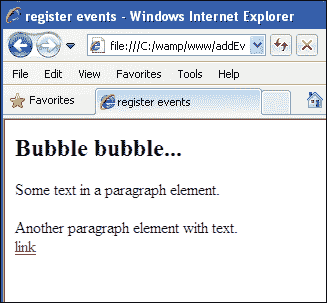 register events - Windows Internet Explorer
file:///C:/wamp/www/addEv
File Edit View Favorites Tools Help
Favorites register events
Bubble bubble...
Some text in a paragraph element.
Another paragraph element with text.
link